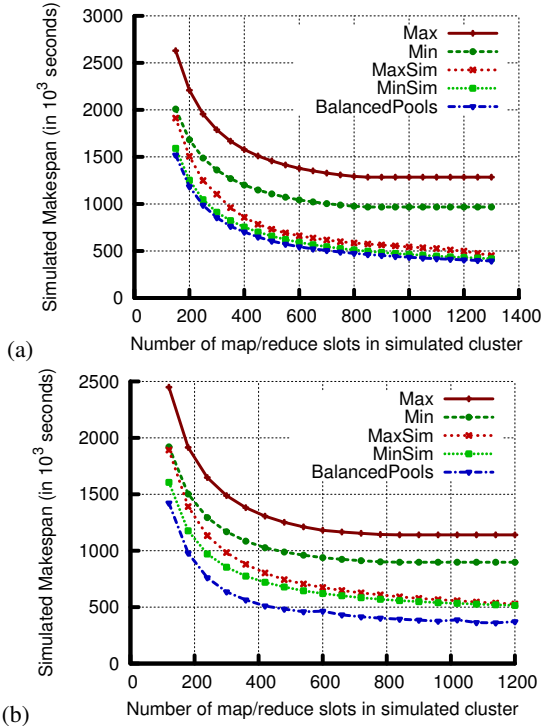 3000
2500
2000
1500
1000
500
0
Simulated Makespan (in 10³ seconds)
Max
Min
MaxSim
MinSim
BalancedPools
0 200 400 600 800 1000 1200 1400
(a) Number of map/reduce slots in simulated cluster
2500
2000
1500
1000
500
0
Simulated Makespan (in 10³ seconds)
Max
Min
MaxSim
MinSim
BalancedPools
0 200 400 600 800 1000 1200
(b) Number of map/reduce slots in simulated cluster